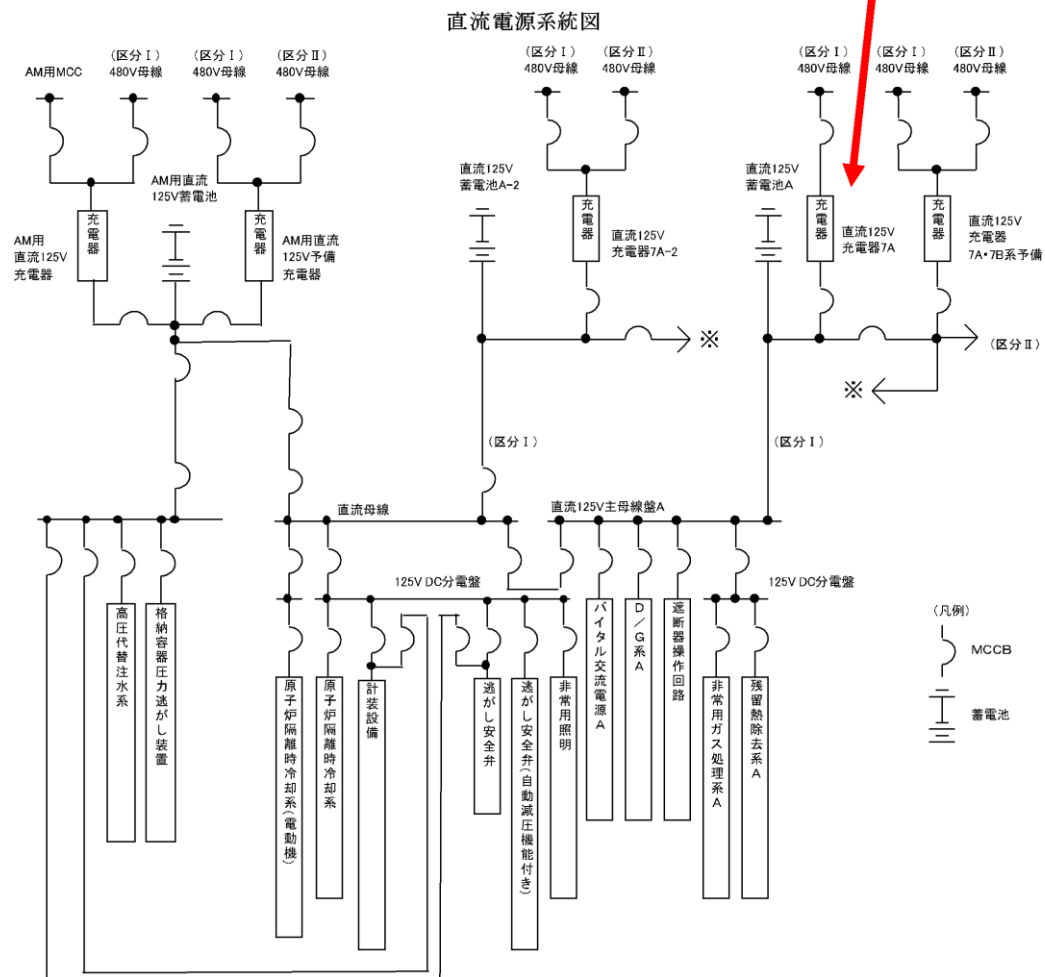 直流電源系統図
AM用MCC
(区分Ⅰ)
480V母線
(区分Ⅰ)
480V母線
(区分Ⅱ)
480V母線
(区分Ⅰ)
480V母線
(区分Ⅱ)
480V母線
(区分Ⅰ)
480V母線
(区分Ⅰ)
480V母線
(区分Ⅱ)
480V母線
AM用
直流125V
充電器
充電器
AM用直流
125V蓄電池
充電器
AM用直流
125V予備
充電器
直流125V
蓄電池A-2
充電器
直流125V
充電器7A-2
直流125V
蓄電池A
充電器
直流125V
充電器7A
充電器
直流125V
充電器
7A・7B系予備
※
(区分Ⅱ)
※
(区分Ⅰ)
(区分Ⅰ)
直流母線
直流125V主母線盤A
125V DC分電盤
125V DC分電盤
高圧代替注水系
格納容器圧力逃がし装置
原子炉隔離時冷却系(電動機)
原子炉隔離時冷却系
計装設備
逃がし安全弁
逃がし安全弁(自動減圧機能付き)
非常用照明
バイタル交流電源A
D/G系A
遮断器操作回路
非常用ガス処理系A
残留熱除去系A
(凡例)
MCCB
蓄電池